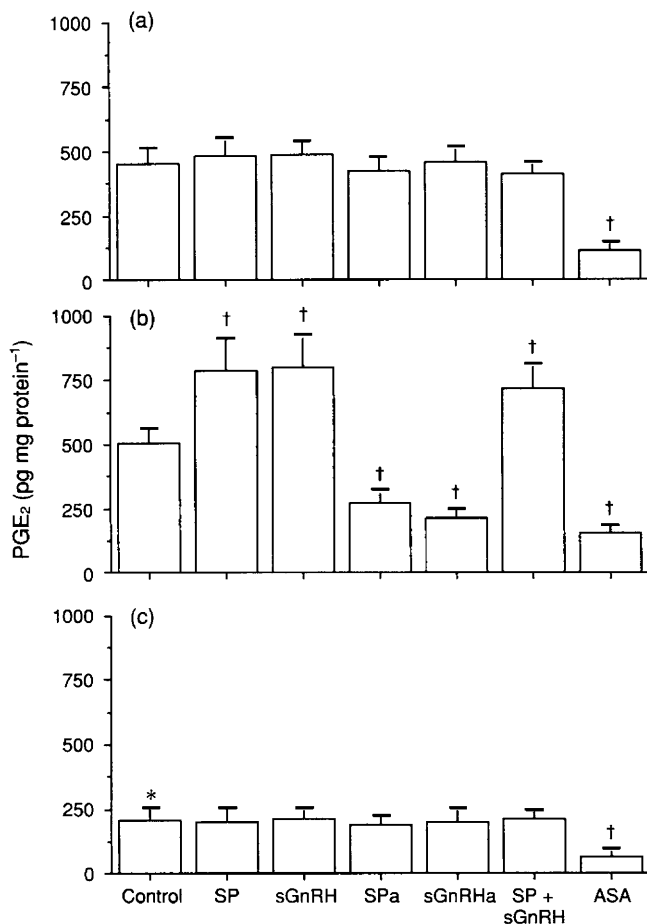 (a)
1000
750
500
250
0
†
(b)
1000
750
500
250
0
† † † † † †
PGE₂ (pg mg protein⁻¹)
(c)
1000
750
500
250
0
*
†
Control SP sGnRH SPa sGnRHa SP + ASA
sGnRH